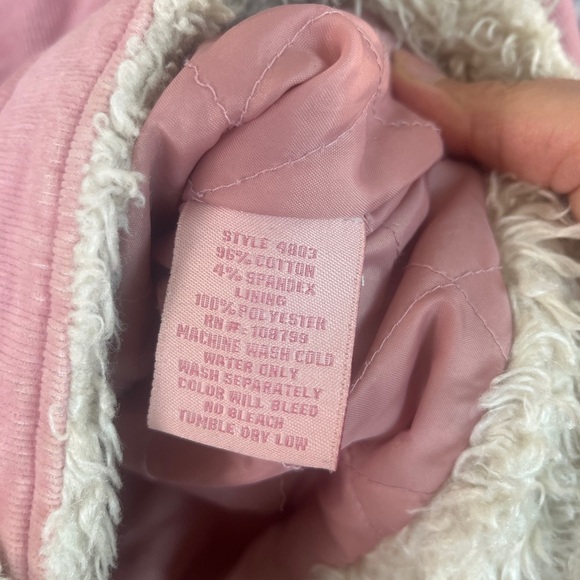 STYLE 4803
96% COTTON
4% SPANDEX
LINING
100% POLYESTER
RN#: 108799
MACHINE WASH COLD
WATER ONLY
WASH SEPARATELY
COLOR WILL BLEED
NO BLEACH
TUMBLE DRY LOW